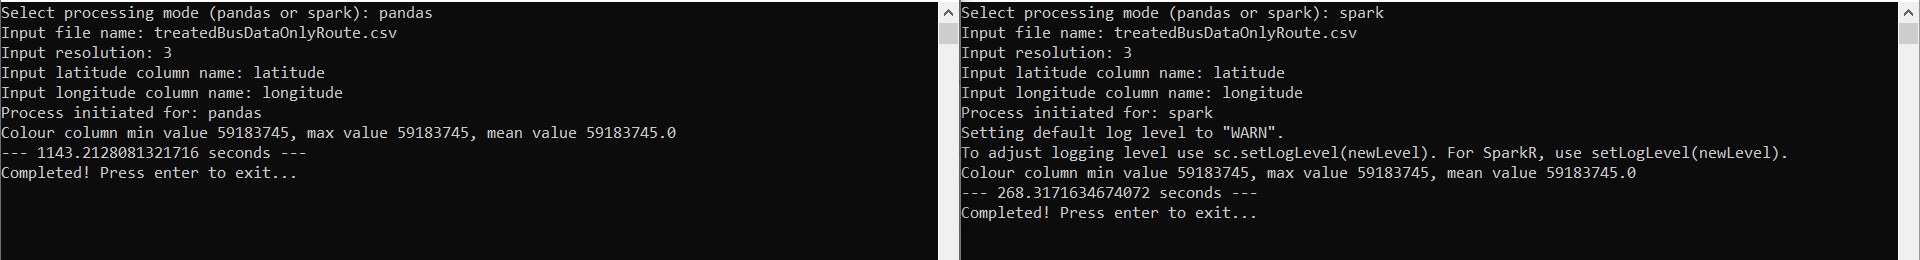 Select processing mode (pandas or spark): pandas
Input file name: treatedBusDataOnlyRoute.csv
Input resolution: 3
Input latitude column name: latitude
Input longitude column name: longitude
Process initiated for: pandas
Colour column min value 59183745, max value 59183745, mean value 59183745.0
--- 1143.2128081321716 seconds ---
Completed! Press enter to exit...
Select processing mode (pandas or spark): spark
Input file name: treatedBusDataOnlyRoute.csv
Input resolution: 3
Input latitude column name: latitude
Input longitude column name: longitude
Process initiated for: spark
Setting default log level to "WARN".
To adjust logging level use sc.setLogLevel(newLevel). For SparkR, use setLogLevel(newLevel).
Colour column min value 59183745, max value 59183745, mean value 59183745.0
--- 268.3171634674072 seconds ---
Completed! Press enter to exit...